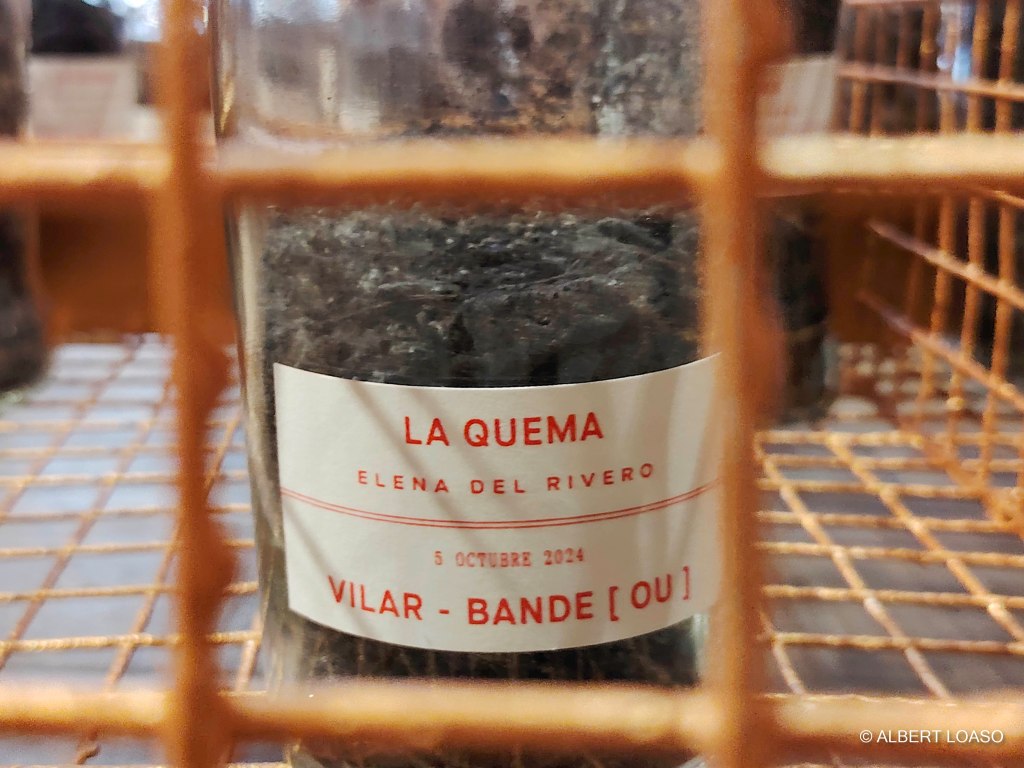 LA QUEMA
ELENA DEL RIVERO
5 OCTUBRE 2024
VILAR - BANDE [ OU ]
© ALBERT LOASO